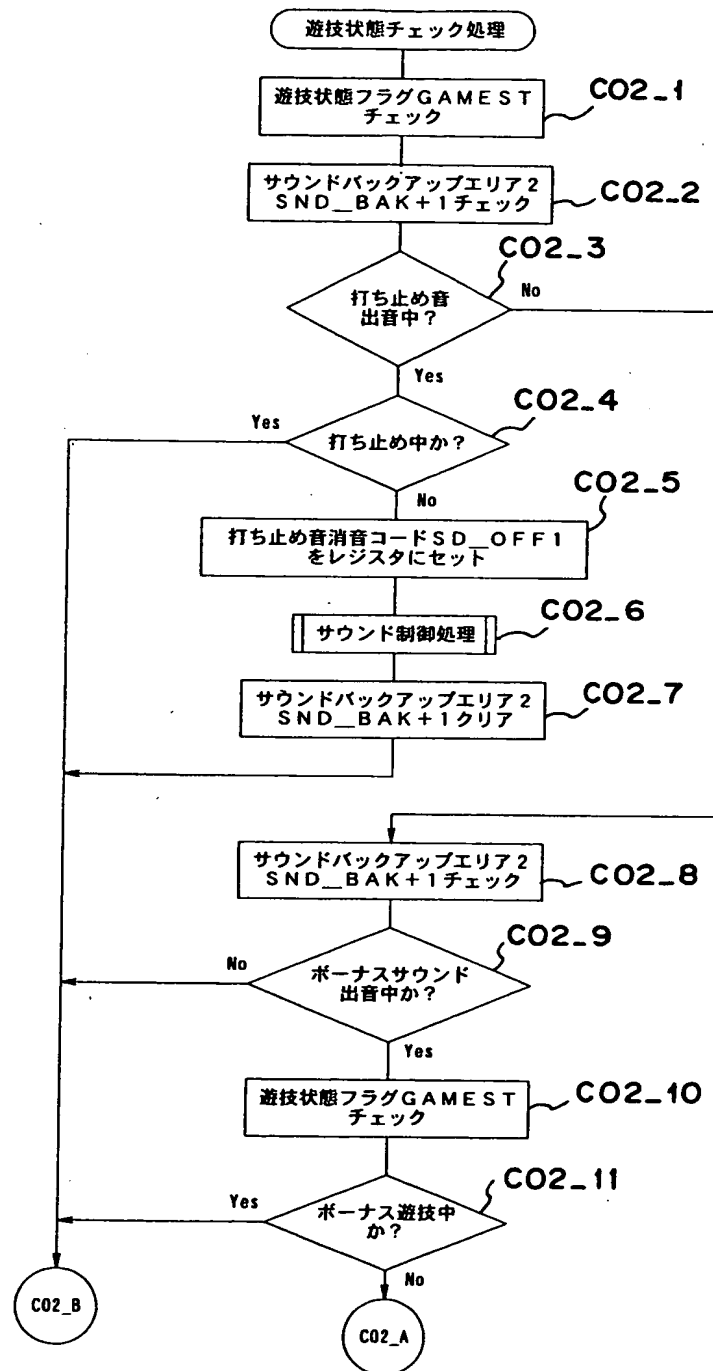 遊技状態チェック処理
遊技状態フラグGAMEST
チェック
CO2_1
サウンドバックアップエリア2
SND__BAK+1チェック
CO2_2
CO2_3
打ち止め音
出音中?
No
Yes
CO2_4
Yes
打ち止め中か?
No
CO2_5
打ち止め音消音コードSD__OFF1
をレジスタにセット
サウンド制御処理
CO2_6
サウンドバックアップエリア2
SND__BAK+1クリア
CO2_7
サウンドバックアップエリア2
SND__BAK+1チェック
CO2_8
CO2_9
No
ボーナスサウンド
出音中か?
Yes
遊技状態フラグGAMEST
チェック
CO2_10
CO2_11
Yes
ボーナス遊技中
か?
No
C02_B
C02_A